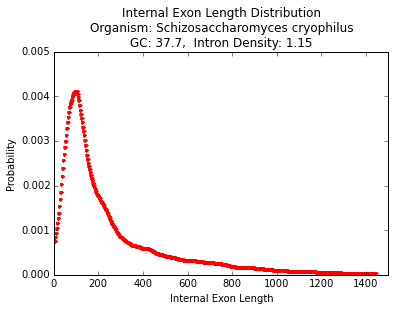 Internal Exon Length Distribution
Organism: Schizosaccharomyces cryophilus
GC: 37.7,  Intron Density: 1.15
0.005
0.004
0.003
0.002
0.001
0.000
Probability
0 200 400 600 800 1000 1200 1400
Internal Exon Length